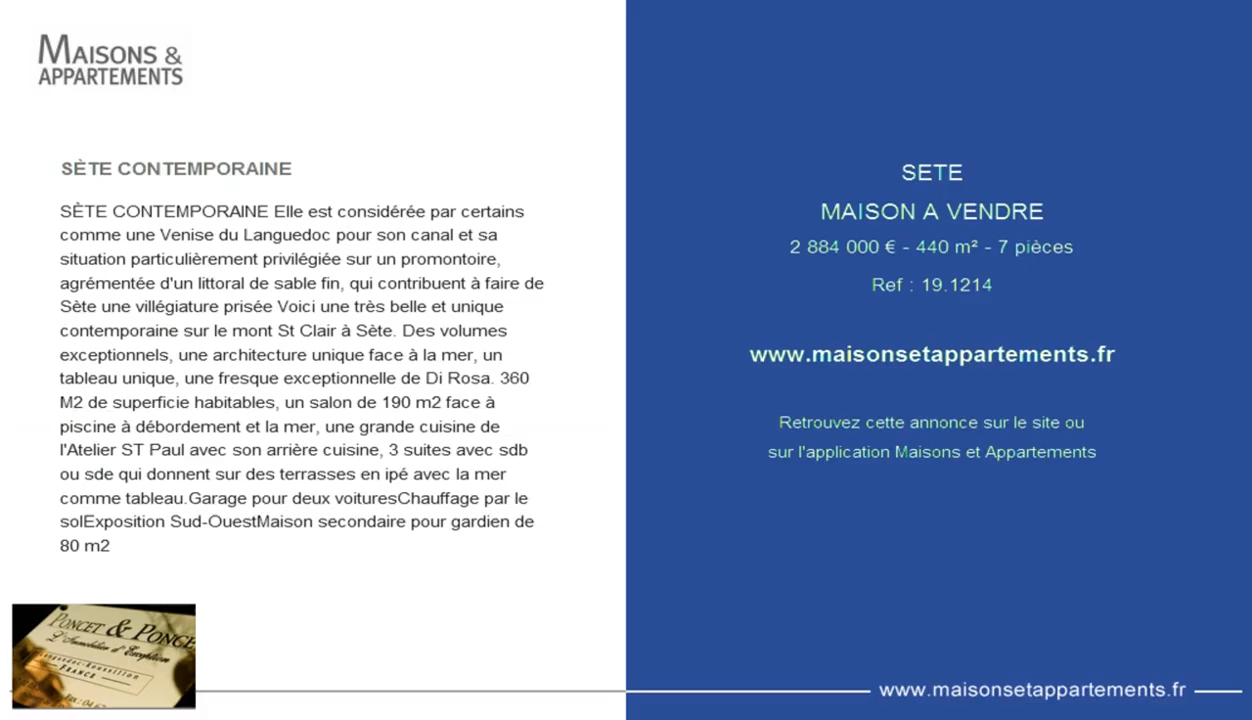 MAISONS &
APPARTEMENTS
SÈTE CONTEMPORAINE
SÈTE CONTEMPORAINE Elle est considérée par certains
comme une Venise du Languedoc pour son canal et sa
situation particulièrement privilégiée sur un promontoire,
agrémentée d'un littoral de sable fin, qui contribuent à faire de
Sète une villégiature prisée Voici une très belle et unique
contemporaine sur le mont St Clair à Sète. Des volumes
exceptionnels, une architecture unique face à la mer, un
tableau unique, une fresque exceptionnelle de Di Rosa. 360
M2 de superficie habitables, un salon de 190 m2 face à
piscine à débordement et la mer, une grande cuisine de
l'Atelier ST Paul avec son arrière cuisine, 3 suites avec sdb
ou sde qui donnent sur des terrasses en ipé avec la mer
comme tableau.Garage pour deux voituresChauffage par le
solExposition Sud-OuestMaison secondaire pour gardien de
80 m2
PONCET & PONCE
L'Immobilier d'Exception
Languedoc-Roussillon
FRANCE
SETE
MAISON A VENDRE
2 884 000 € - 440 m² - 7 pièces
Ref : 19.1214
www.maisonsetappartements.fr
Retrouvez cette annonce sur le site ou
sur l'application Maisons et Appartements
www.maisonsetappartements.fr